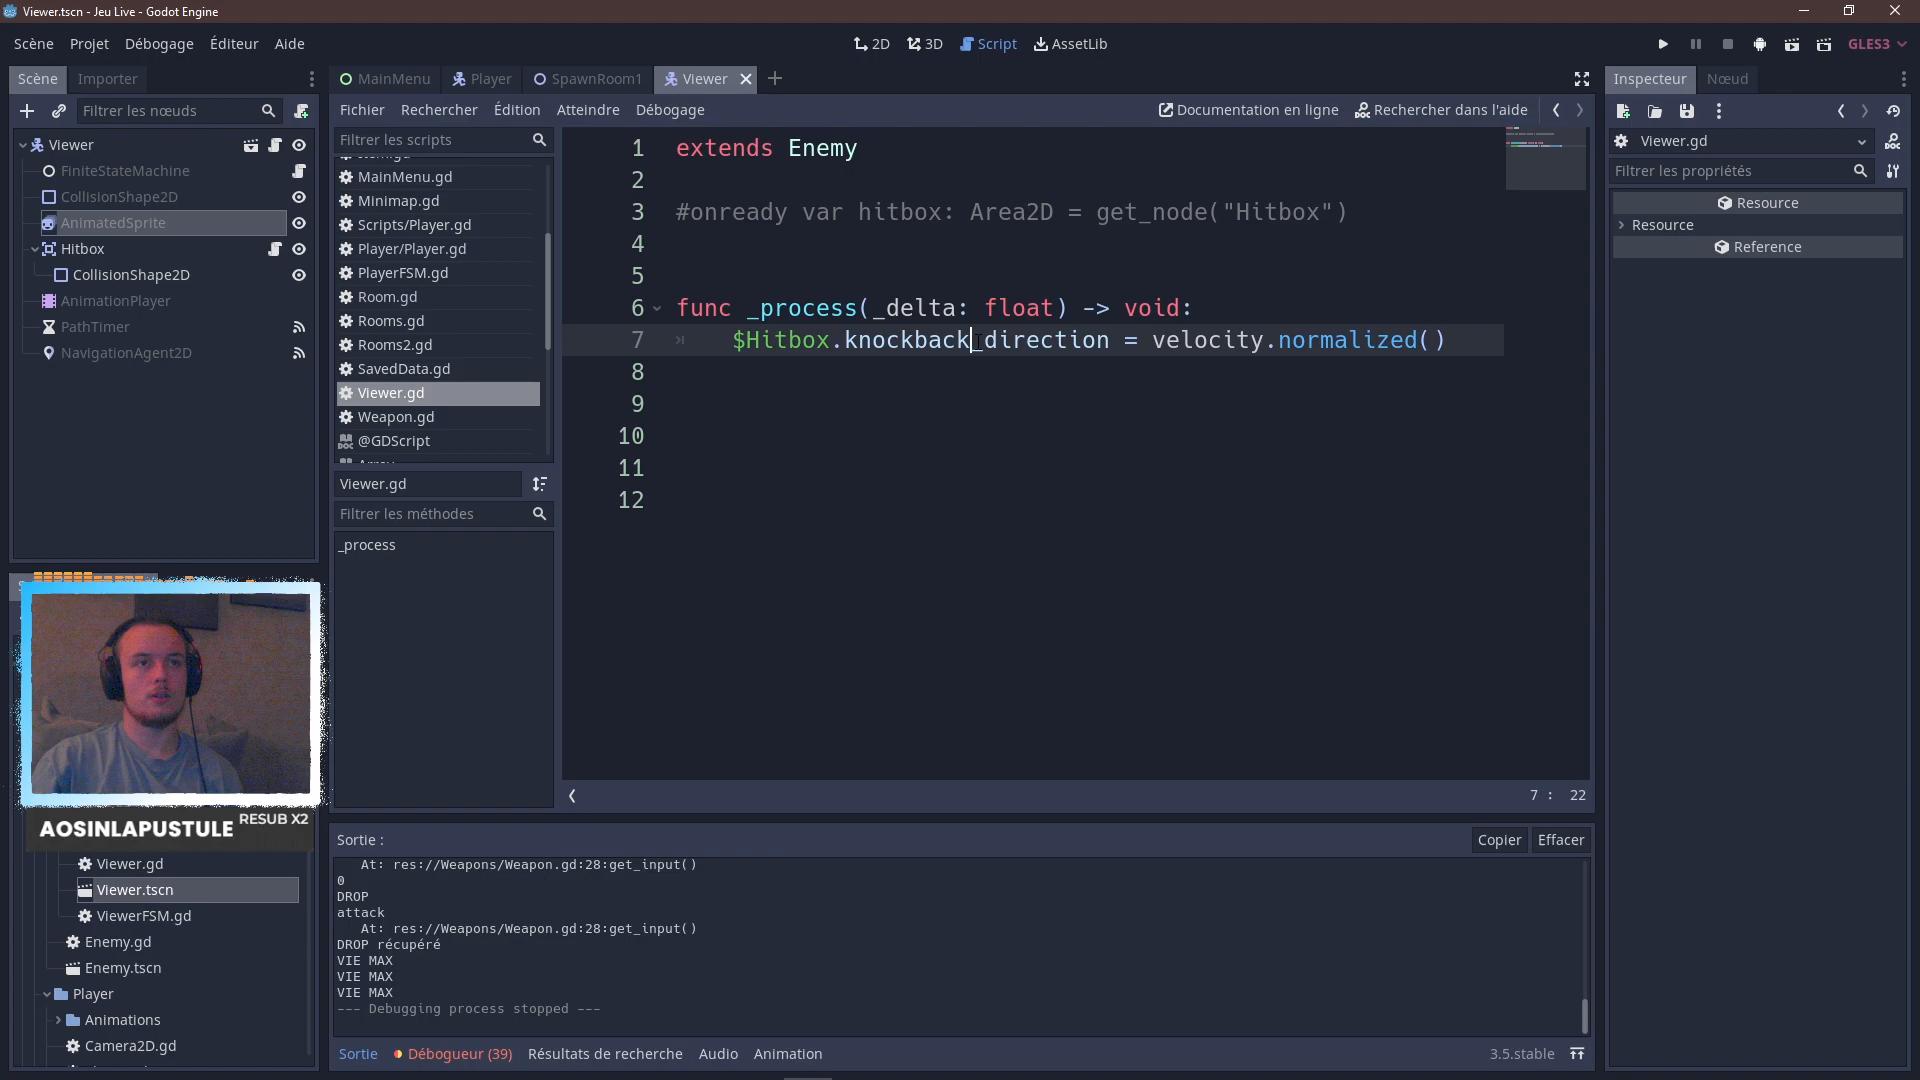 Viewer.tscn - Jeu Live - Godot Engine
Scène Projet Débogage Éditeur Aide
2D 3D Script AssetLib
GLES3
Scène Importer
MainMenu Player SpawnRoom1 Viewer
Inspecteur Nœud
Filtrer les nœuds
Fichier Rechercher Édition Atteindre Débogage
Documentation en ligne Rechercher dans l'aide
Viewer
FiniteStateMachine
CollisionShape2D
AnimatedSprite
Hitbox
CollisionShape2D
AnimationPlayer
PathTimer
NavigationAgent2D
Filtrer les scripts
MainMenu.gd
Minimap.gd
Scripts/Player.gd
Player/Player.gd
PlayerFSM.gd
Room.gd
Rooms.gd
Rooms2.gd
SavedData.gd
Viewer.gd
Weapon.gd
@GDScript
Viewer.gd
Filtrer les méthodes
_process
1 extends Enemy
2
3 #onready var hitbox: Area2D = get_node("Hitbox")
4
5
6 func _process(_delta: float) -> void:
7 $Hitbox.knockback_direction = velocity.normalized()
8
9
10
11
12
7 : 22
Viewer.gd
Filtrer les propriétés
Resource
Resource
Reference
AOSINLAPUSTULE RESUB X2
Viewer.gd
Viewer.tscn
ViewerFSM.gd
Enemy.gd
Enemy.tscn
Player
Animations
Camera2D.gd
Sortie :
Copier Effacer
At: res://Weapons/Weapon.gd:28:get_input()
0
DROP
attack
At: res://Weapons/Weapon.gd:28:get_input()
DROP récupéré
VIE MAX
VIE MAX
VIE MAX
--- Debugging process stopped ---
Sortie Débogueur (39) Résultats de recherche Audio Animation
3.5.stable